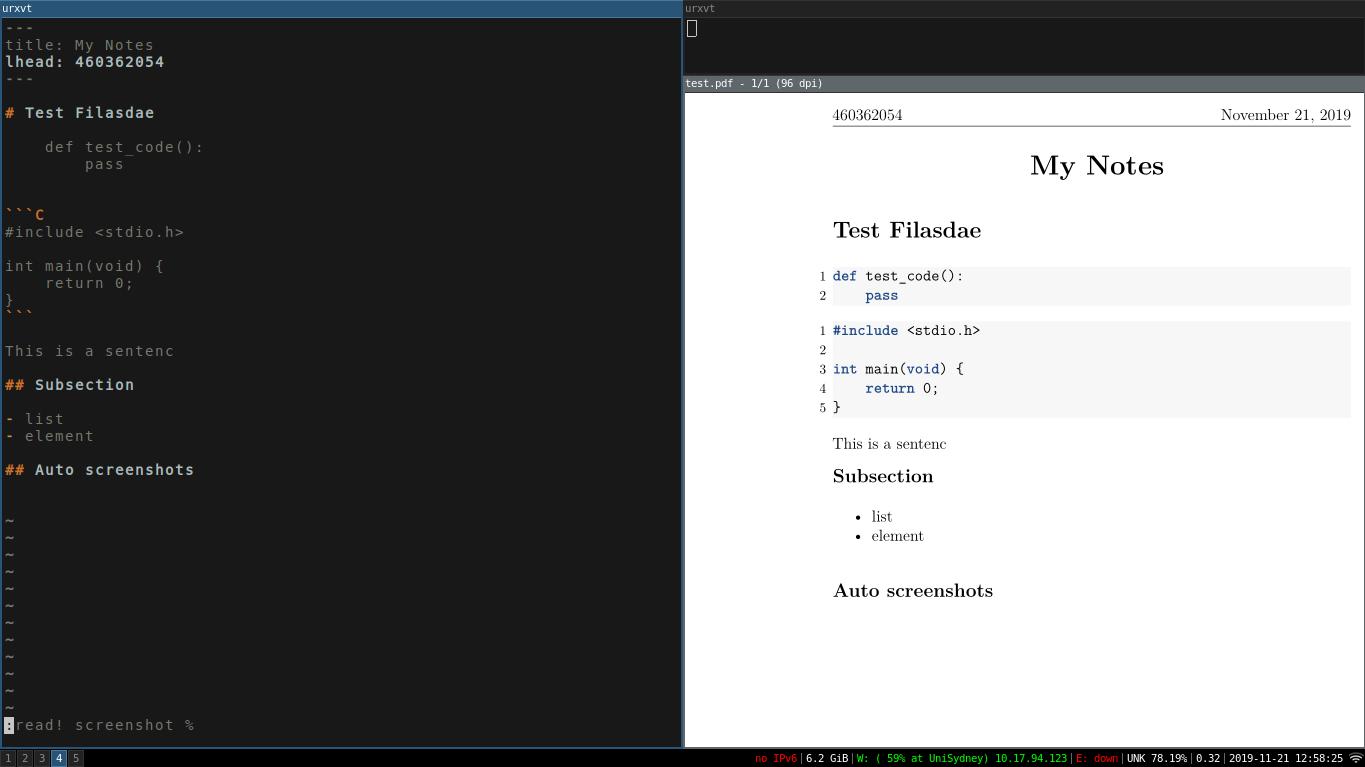 urxvt
---
title: My Notes
lhead: 460362054
---
# Test Filasdae
def test_code():
pass
```C
#include <stdio.h>
int main(void) {
return 0;
}
```
This is a sentenc
## Subsection
- list
- element
## Auto screenshots
~
~
~
~
~
~
~
~
~
~
~
~
:read! screenshot %
urxvt
test.pdf - 1/1 (96 dpi)
460362054 November 21, 2019
My Notes
Test Filasdae
1 def test_code():
2 pass
1 #include <stdio.h>
2
3 int main(void) {
4 return 0;
5 }
This is a sentenc
Subsection
• list
• element
Auto screenshots
1 2 3 4 5 no IPv6|6.2 GiB|W: ( 59% at UniSydney) 10.17.94.123|E: down|UNK 78.19%|0.32|2019-11-21 12:58:25